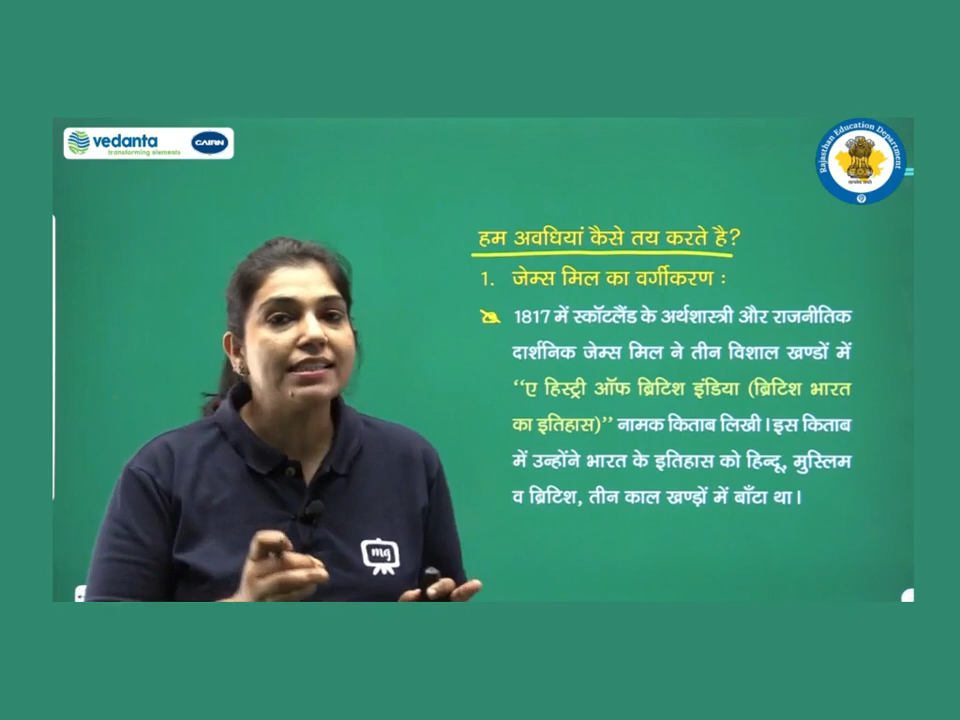 vedanta
transforming elements
CAIRN
Rajasthan Education Department
हम अवधियां कैसे तय करते है?
1. जेम्स मिल का वर्गीकरण :
1817 में स्कॉटलैंड के अर्थशास्त्री और राजनीतिक
दार्शनिक जेम्स मिल ने तीन विशाल खण्डों में
‘‘ए हिस्ट्री ऑफ ब्रिटिश इंडिया (ब्रिटिश भारत
का इतिहास)’’ नामक किताब लिखी। इस किताब
में उन्होंने भारत के इतिहास को हिन्दू, मुस्लिम
व ब्रिटिश, तीन काल खण्ड़ों में बाँटा था।
mg